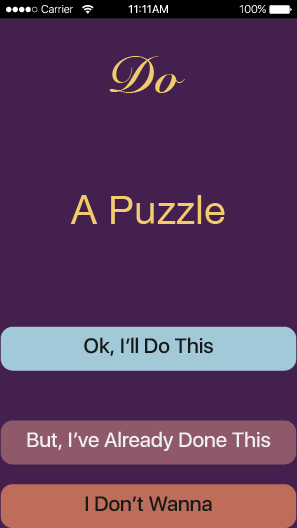 Carrier 11:11AM 100%
Do
A Puzzle
Ok, I'll Do This
But, I've Already Done This
I Don't Wanna